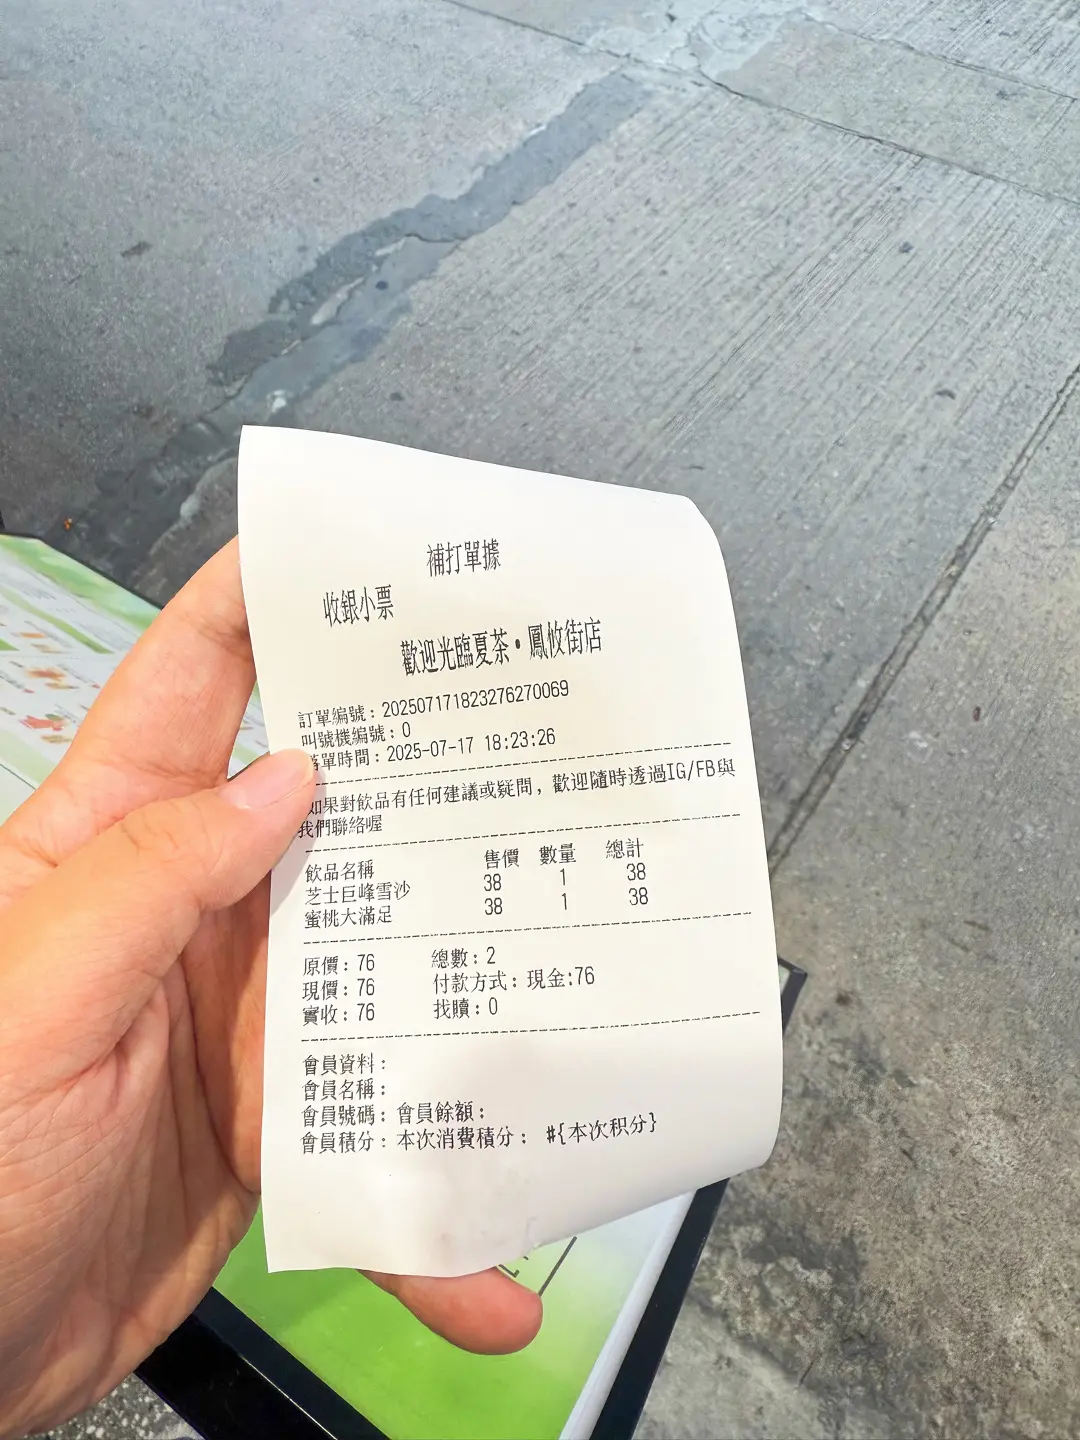 補打單據
收銀小票
歡迎光臨夏茶•鳳攸街店
訂單編號：202507171823276270069
叫號機編號：0
單時間：2025-07-17 18:23:26
如果對飲品有任何建議或疑問，歡迎隨時透過IG/FB與
我們聯絡喔
飲品名稱 售價 數量 總計
芝士巨峰雪沙 38 1 38
蜜桃大滿足 38 1 38
原價：76 總數：2
現價：76 付款方式：現金:76
實收：76 找贖：0
會員資料：
會員名稱：
會員號碼：會員餘額：
會員積分：本次消費積分： #{本次积分}